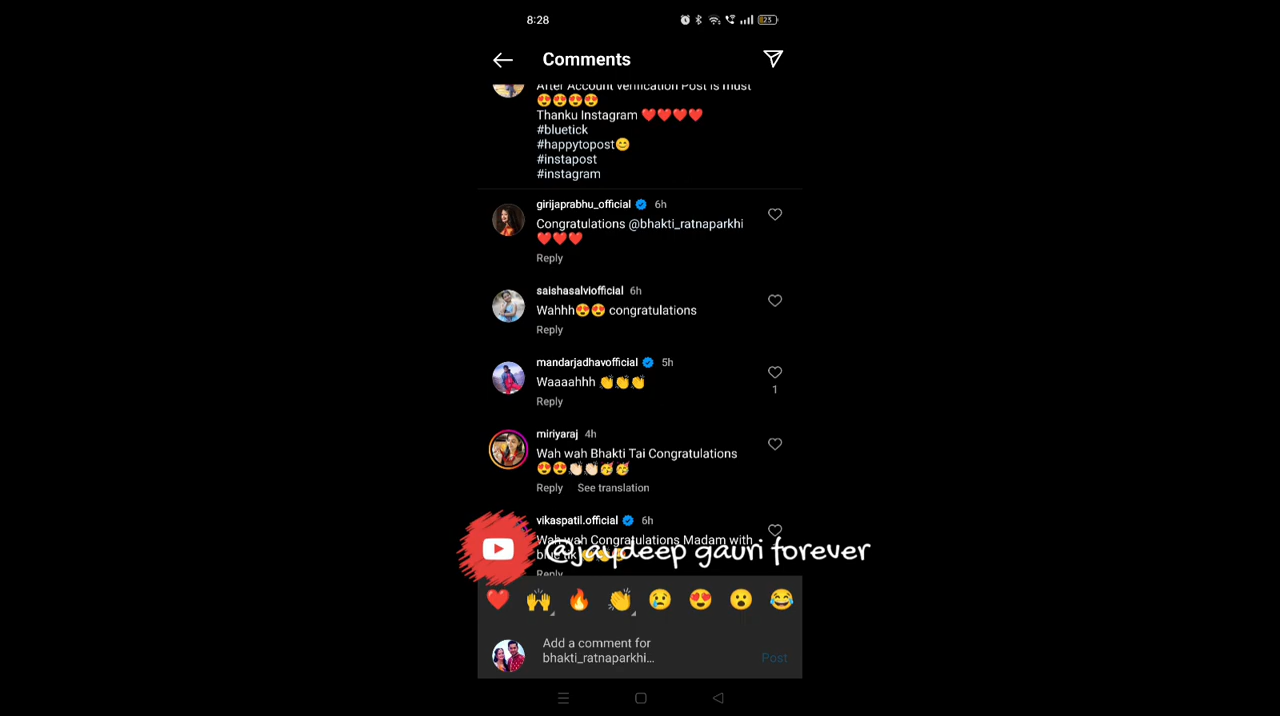 8:28
23
Comments
After Account Verification Post is must
😍😍😍😍
Thanku Instagram ❤️❤️❤️❤️
#bluetick
#happytopost😊
#instapost
#instagram
girijaprabhu_official 6h
Congratulations @bhakti_ratnaparkhi
❤️❤️❤️
Reply
saishasalviofficial 6h
Wahhh😍😍 congratulations
Reply
mandarjadhavofficial 5h
Waaaahhh 👏👏👏
1
Reply
miriyaraj 4h
Wah wah Bhakti Tai Congratulations
😍😍👏🏻👏🏻🥳🥳
Reply See translation
vikaspatil.official 6h
Wah wah Congratulations Madam with
@jaydeep gauri forever
Reply
Add a comment for
bhakti_ratnaparkhi...
Post